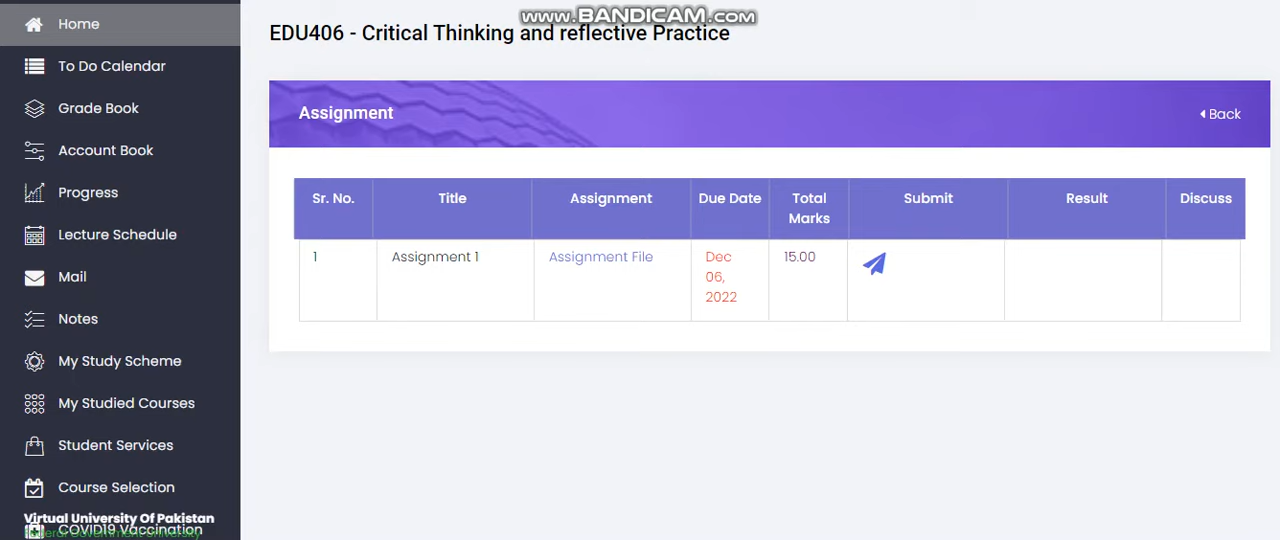 www.BANDICAM.com
Home
EDU406 - Critical Thinking and reflective Practice
To Do Calendar
Grade Book
Assignment
Back
Account Book
Progress
Sr. No.
Title
Assignment
Due Date
Total
Marks
Submit
Result
Discuss
Lecture Schedule
1
Assignment 1
Assignment File
Dec
06,
2022
15.00
Mail
Notes
My Study Scheme
My Studied Courses
Student Services
Course Selection
Virtual University Of Pakistan
COVID19 Vaccination
Federal Government University